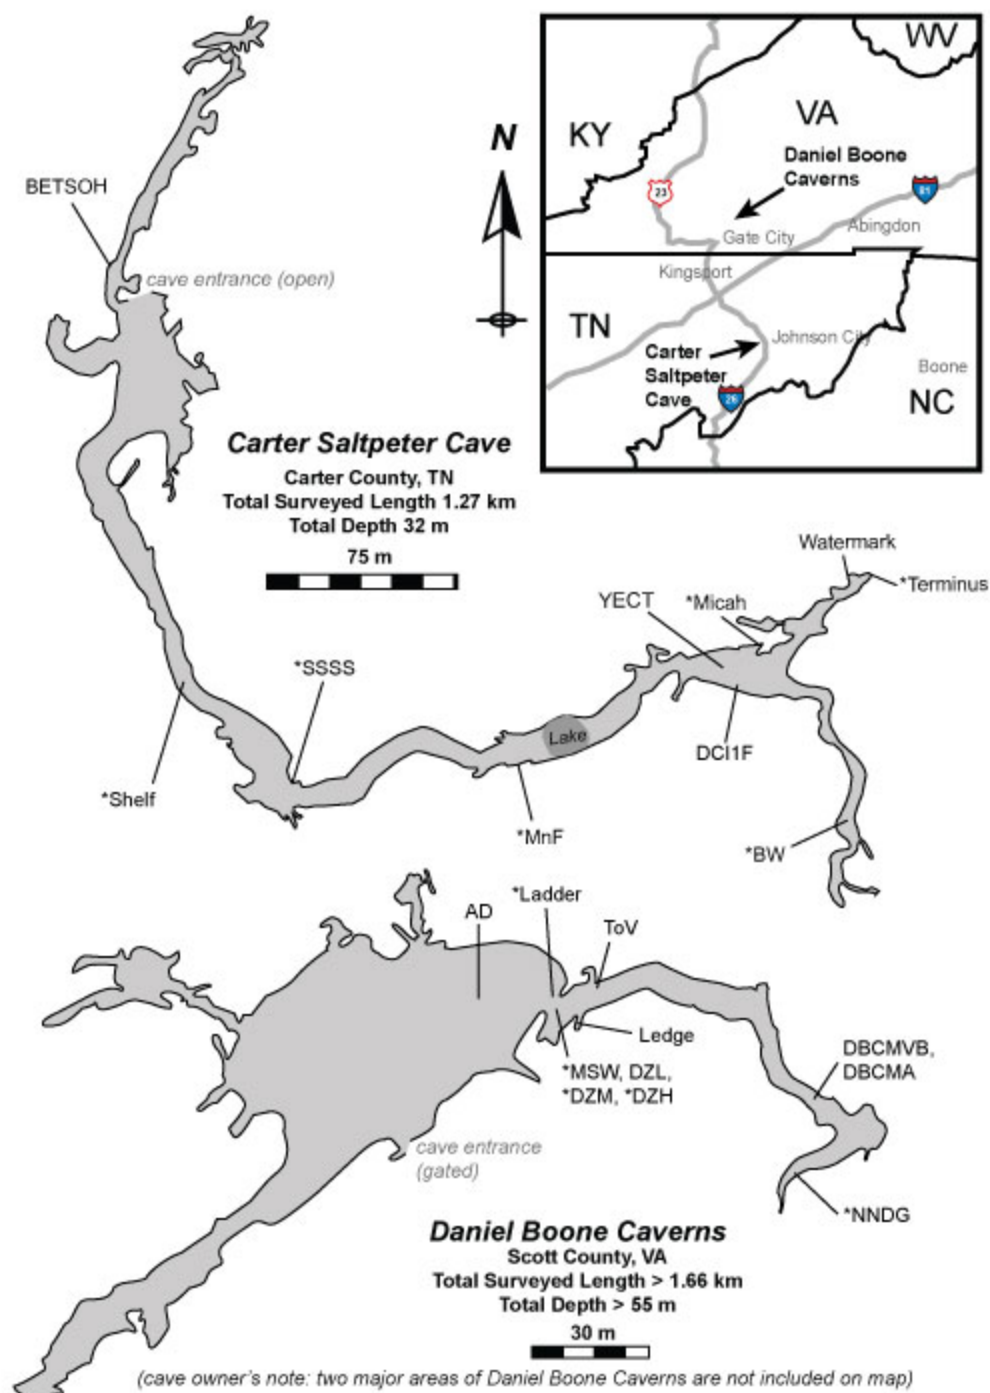 WV
KY
VA
N
Daniel Boone
Caverns
BETSOH
23
81
Abingdon
Gate City
cave entrance (open)
Kingsport
TN
Johnson City
Carter
Saltpeter
Cave
Boone
26
NC
Carter Saltpeter Cave
Carter County, TN
Total Surveyed Length 1.27 km
Total Depth 32 m
75 m
Watermark
*Terminus
YECT
*Micah
*SSSS
Lake
DCI1F
*Shelf
*MnF
*BW
*Ladder
AD
ToV
Ledge
DBCMVB,
DBCMA
*MSW, DZL,
*DZM, *DZH
cave entrance
(gated)
*NNDG
Daniel Boone Caverns
Scott County, VA
Total Surveyed Length > 1.66 km
Total Depth > 55 m
30 m
(cave owner's note: two major areas of Daniel Boone Caverns are not included on map)